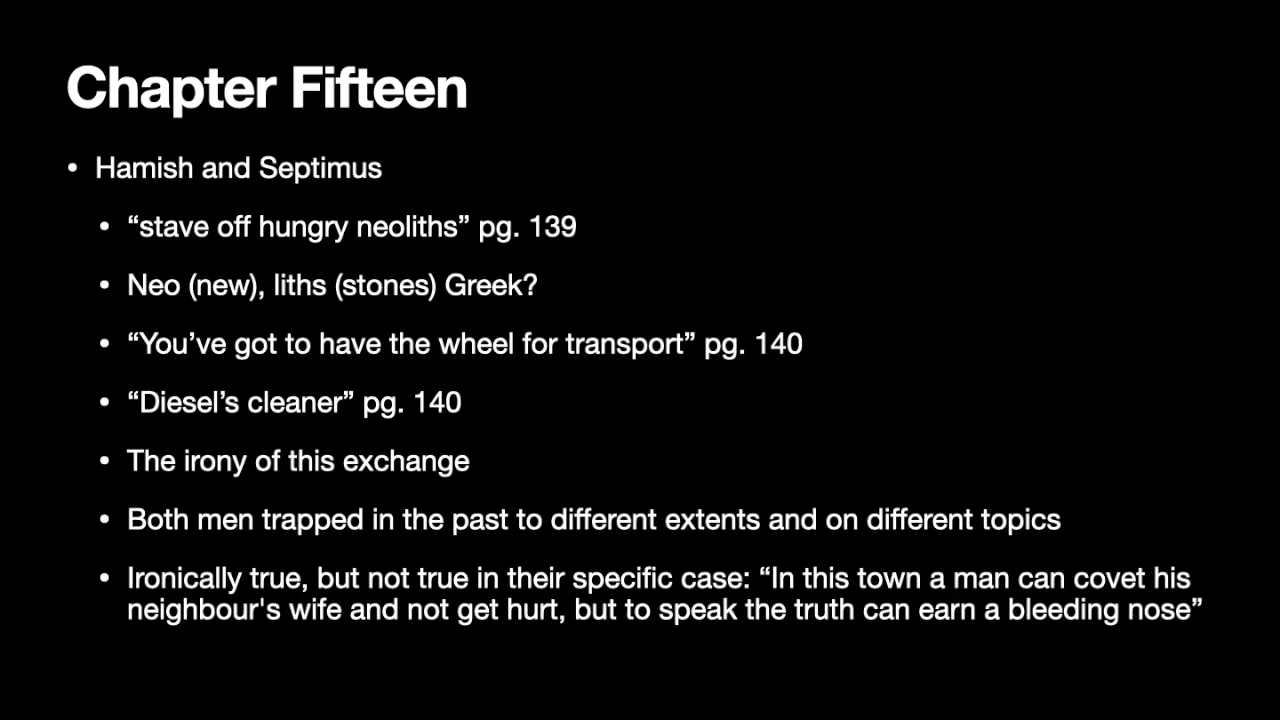 Chapter Fifteen
• Hamish and Septimus
• “stave off hungry neoliths” pg. 139
• Neo (new), liths (stones) Greek?
• “You’ve got to have the wheel for transport” pg. 140
• “Diesel’s cleaner” pg. 140
• The irony of this exchange
• Both men trapped in the past to different extents and on different topics
• Ironically true, but not true in their specific case: “In this town a man can covet his
neighbour's wife and not get hurt, but to speak the truth can earn a bleeding nose”